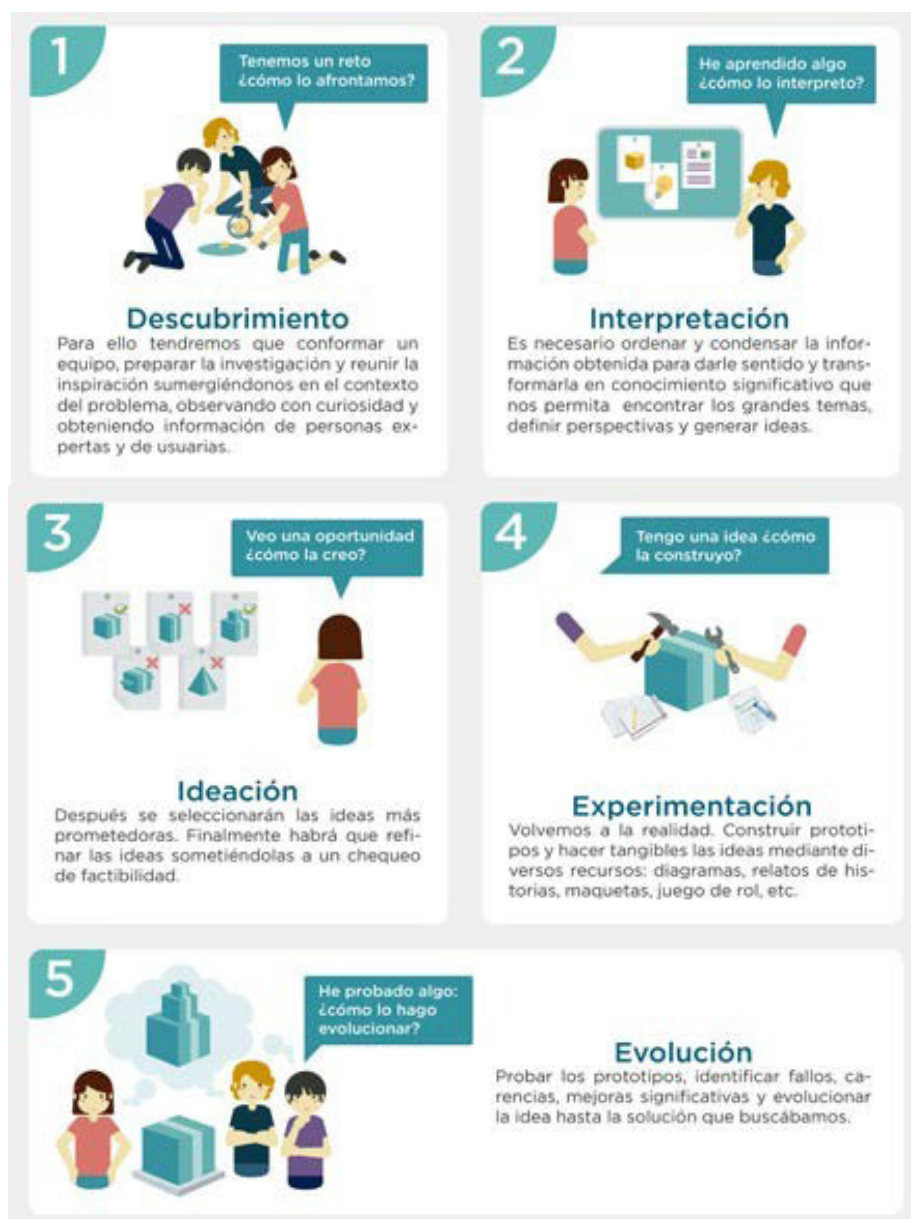 1
Tenemos un reto
¿cómo lo afrontamos?
Descubrimiento
Para ello tendremos que conformar un
equipo, preparar la investigación y reunir la
inspiración sumergiéndonos en el contexto
del problema, observando con curiosidad y
obteniendo información de personas ex-
pertas y de usuarias.
2
He aprendido algo
¿cómo lo interpreto?
Interpretación
Es necesario ordenar y condensar la infor-
mación obtenida para darle sentido y trans-
formarla en conocimiento significativo que
nos permita encontrar los grandes temas,
definir perspectivas y generar ideas.
3
Veo una oportunidad
¿cómo la creo?
Ideación
Después se seleccionarán las ideas más
prometedoras. Finalmente habrá que refi-
nar las ideas sometiéndolas a un chequeo
de factibilidad.
4
Tengo una idea ¿cómo
la construyo?
Experimentación
Volvemos a la realidad. Construir prototi-
pos y hacer tangibles las ideas mediante di-
versos recursos: diagramas, relatos de his-
torias, maquetas, juego de rol, etc.
5
He probado algo:
¿cómo lo hago
evolucionar?
Evolución
Probar los prototipos, identificar fallos, ca-
rencias, mejoras significativas y evolucionar
la idea hasta la solución que buscábamos.